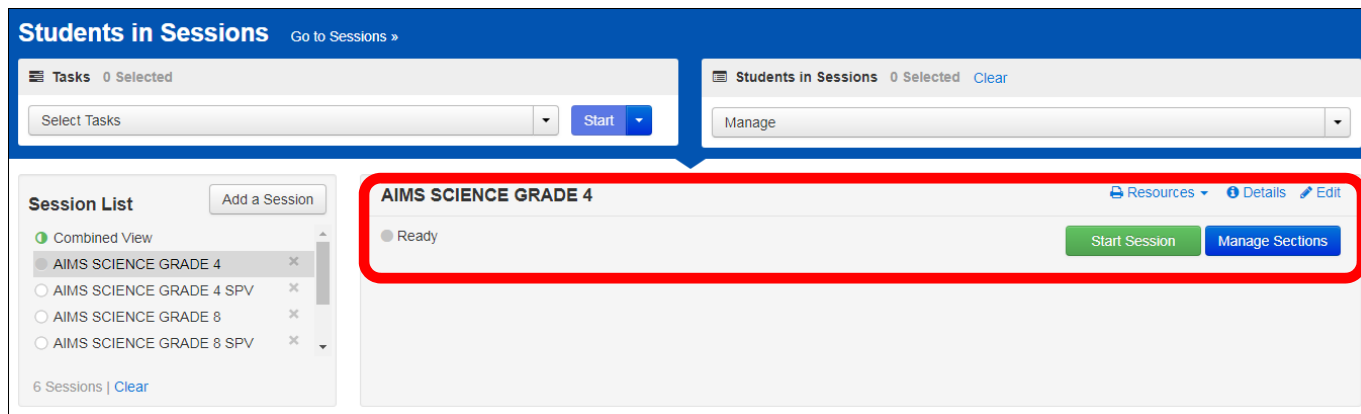 Students in Sessions Go to Sessions »
Tasks 0 Selected
Select Tasks Start
Students in Sessions 0 Selected Clear
Manage
Session List Add a Session
Combined View
AIMS SCIENCE GRADE 4
AIMS SCIENCE GRADE 4 SPV
AIMS SCIENCE GRADE 8
AIMS SCIENCE GRADE 8 SPV
6 Sessions | Clear
AIMS SCIENCE GRADE 4 Resources Details Edit
Ready Start Session Manage Sections